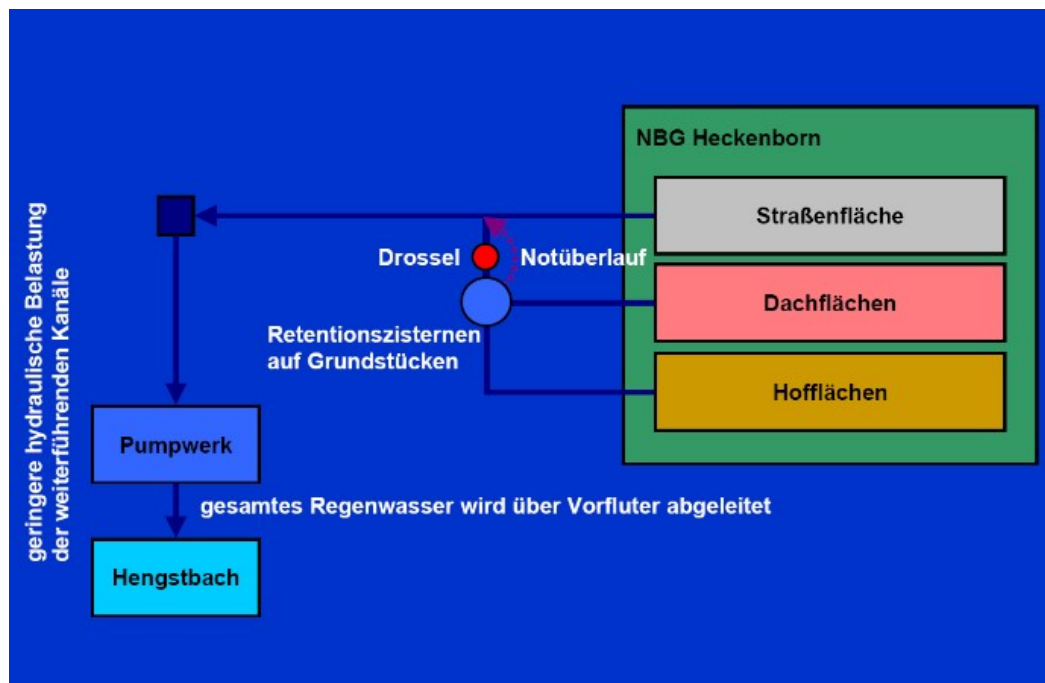 NBG Heckenborn
Straßenfläche
Drossel
Notüberlauf
Dachflächen
Retentionszisternen
auf Grundstücken
Hofflächen
geringere hydraulische Belastung
der weiterführenden Kanäle
Pumpwerk
gesamtes Regenwasser wird über Vorfluter abgeleitet
Hengstbach